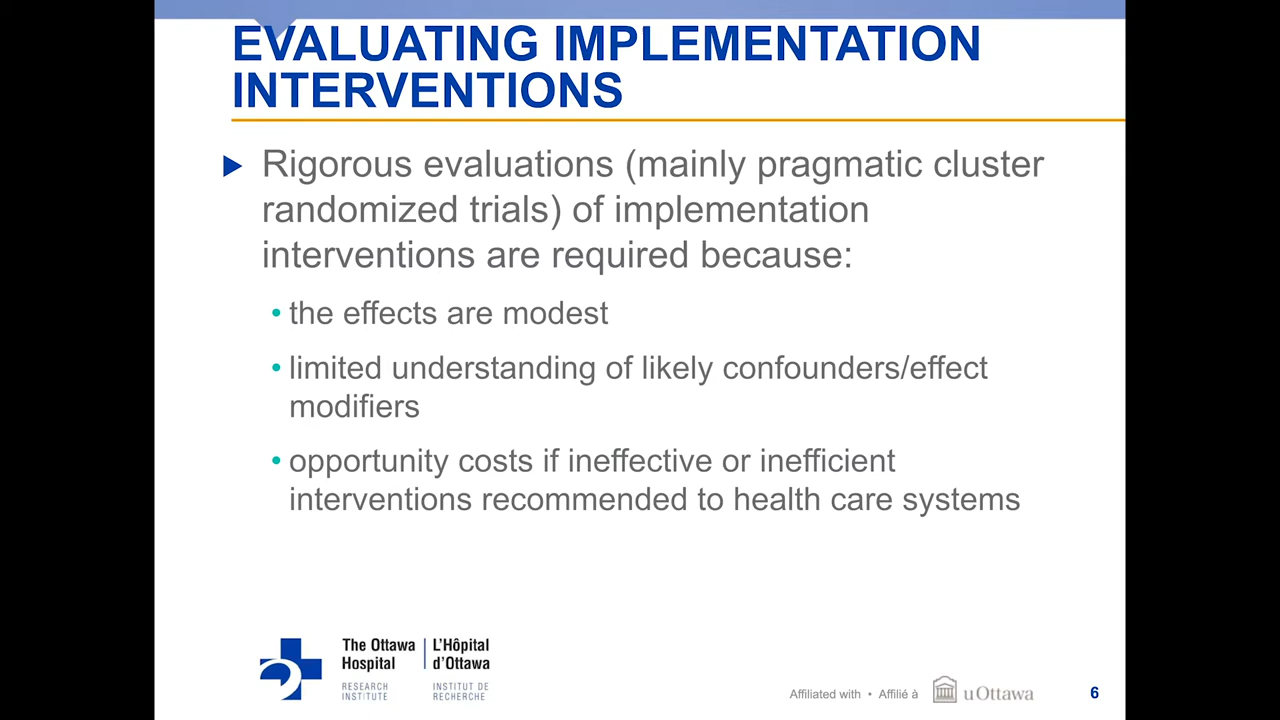 EVALUATING IMPLEMENTATION
INTERVENTIONS
Rigorous evaluations (mainly pragmatic cluster
randomized trials) of implementation
interventions are required because:
• the effects are modest
• limited understanding of likely confounders/effect
modifiers
• opportunity costs if ineffective or inefficient
interventions recommended to health care systems
The Ottawa
Hospital
RESEARCH
INSTITUTE
L'Hôpital
d'Ottawa
INSTITUT DE
RECHERCHE
Affiliated with • Affilié à
uOttawa
6